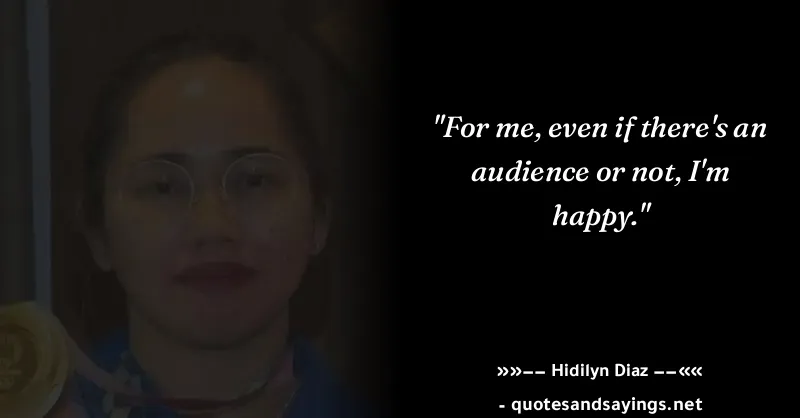 "For me, even if there's an
audience or not, I'm
happy."
»»–– Hidilyn Diaz ––««
- quotesandsayings.net